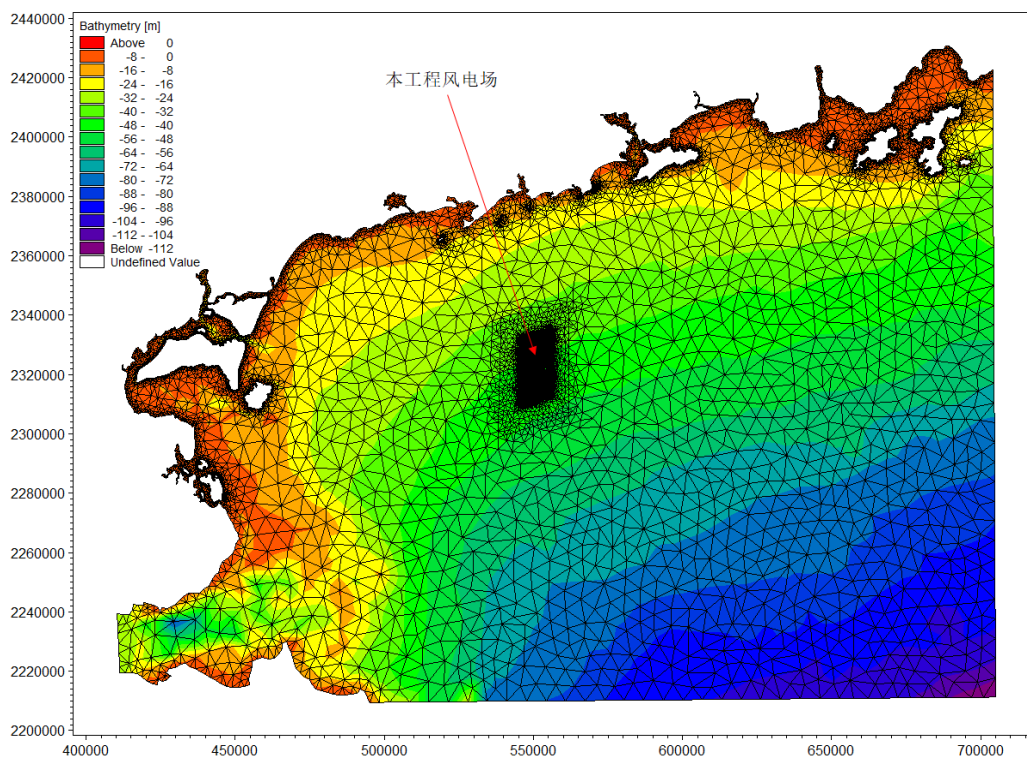 2440000
2420000
2400000
2380000
2360000
2340000
2320000
2300000
2280000
2260000
2240000
2220000
2200000
Bathymetry [m]
Above 0
-8 - 0
-16 - -8
-24 - -16
-32 - -24
-40 - -32
-48 - -40
-56 - -48
-64 - -56
-72 - -64
-80 - -72
-88 - -80
-96 - -88
-104 - -96
-112 - -104
Below -112
Undefined Value
本工程风电场
400000 450000 500000 550000 600000 650000 700000